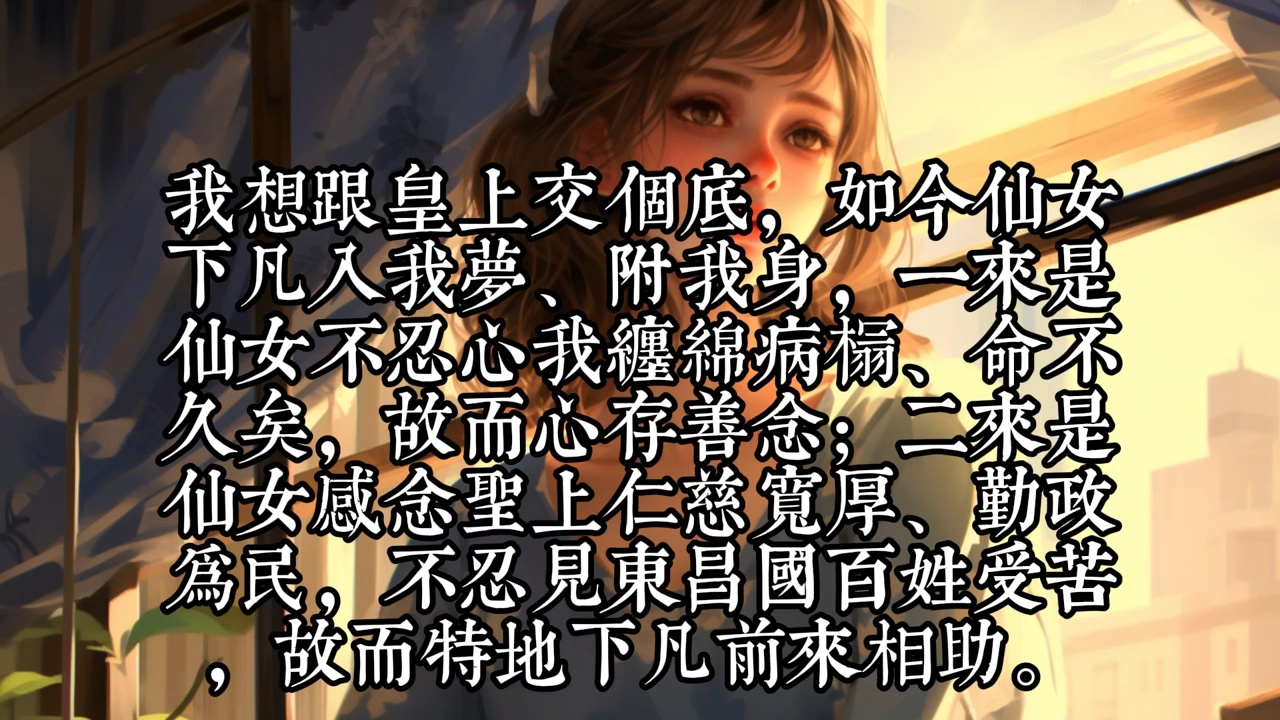 我想跟皇上交個底，如今仙女
下凡入我夢、附我身，一來是
仙女不忍心我纏綿病榻、命不
久矣，故而心存善念；二來是
仙女感念聖上仁慈寬厚、勤政
爲民，不忍見東昌國百姓受苦
，故而特地下凡前來相助。